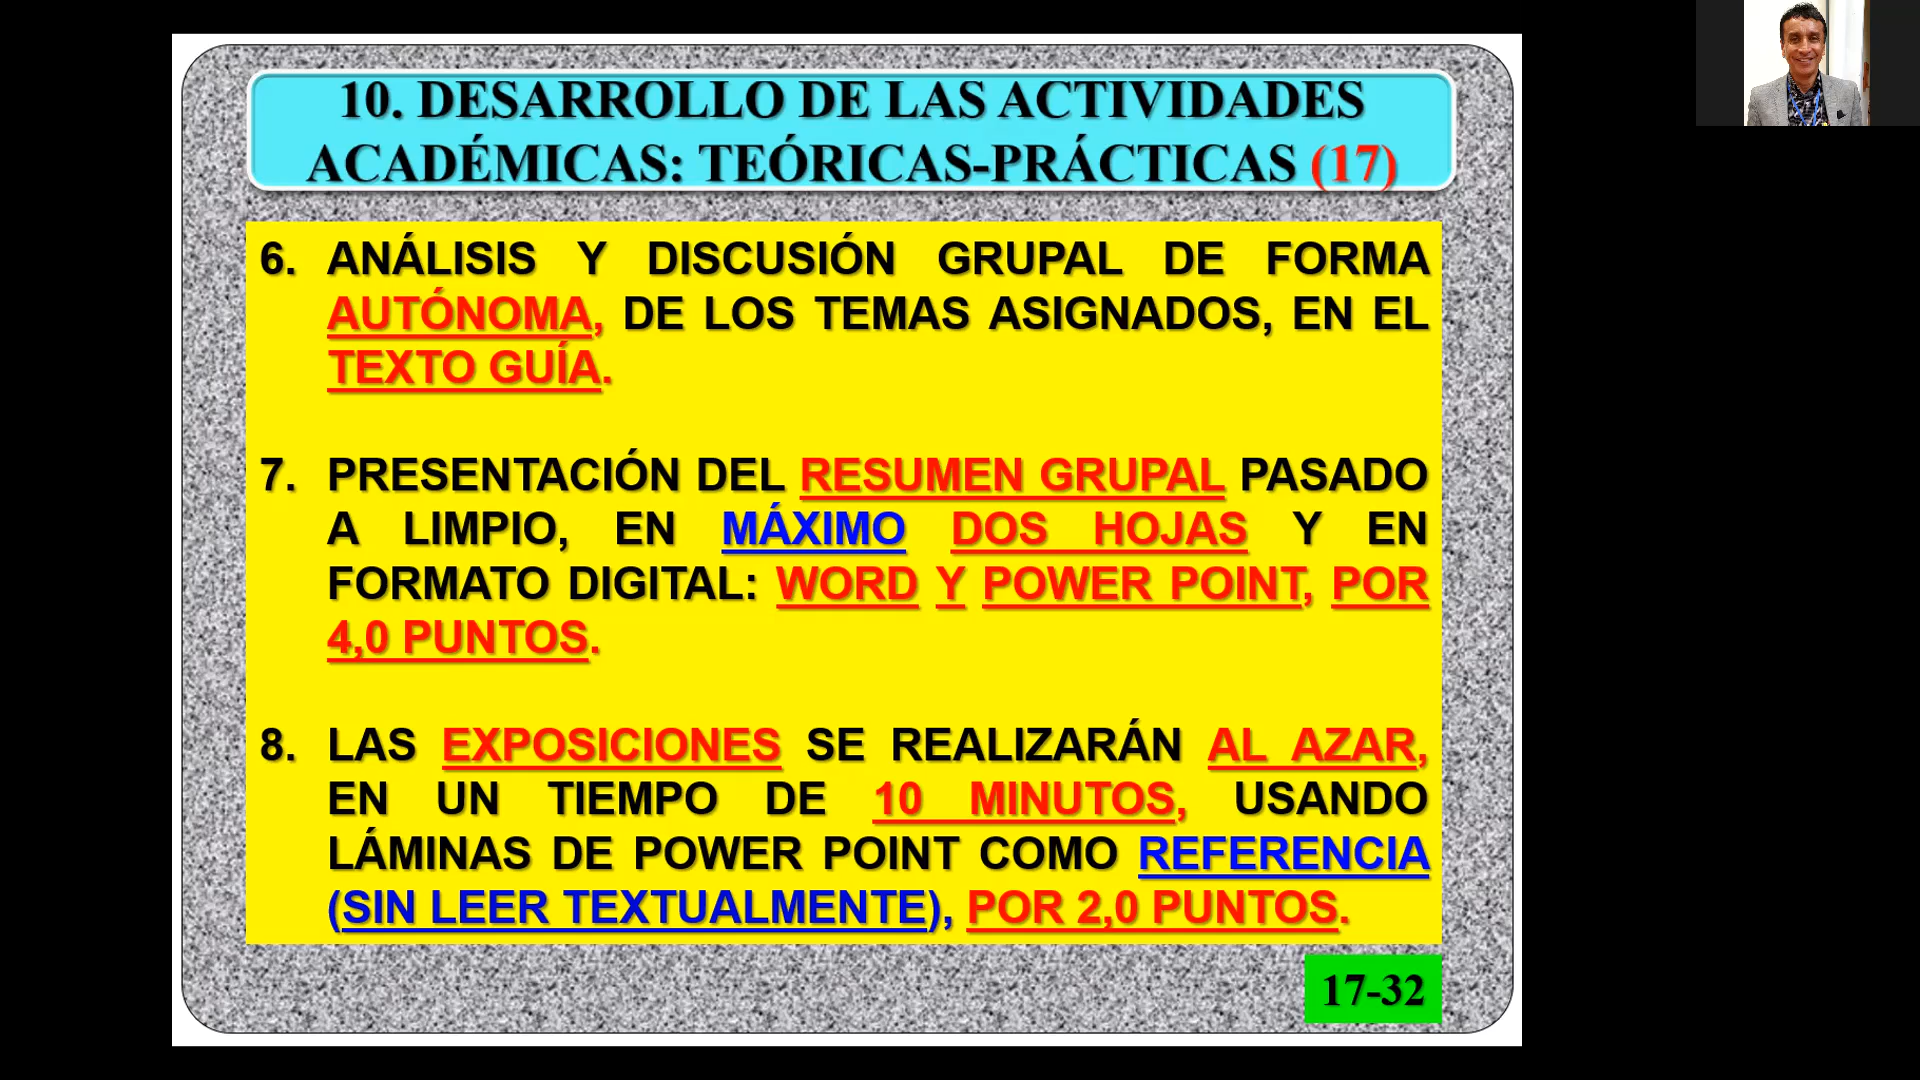 10. DESARROLLO DE LAS ACTIVIDADES
ACADÉMICAS: TEÓRICAS-PRÁCTICAS (17)
6. ANÁLISIS Y DISCUSIÓN GRUPAL DE FORMA
AUTÓNOMA, DE LOS TEMAS ASIGNADOS, EN EL
TEXTO GUÍA.
7. PRESENTACIÓN DEL RESUMEN GRUPAL PASADO
A LIMPIO, EN MÁXIMO DOS HOJAS Y EN
FORMATO DIGITAL: WORD Y POWER POINT, POR
4,0 PUNTOS.
8. LAS EXPOSICIONES SE REALIZARÁN AL AZAR,
EN UN TIEMPO DE 10 MINUTOS, USANDO
LÁMINAS DE POWER POINT COMO REFERENCIA
(SIN LEER TEXTUALMENTE), POR 2,0 PUNTOS.
17-32